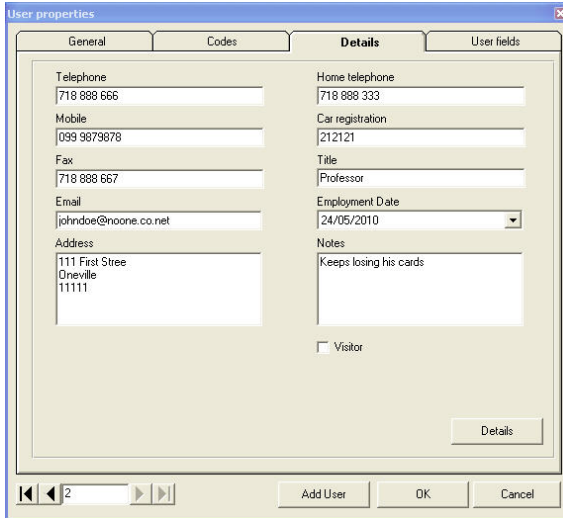 User properties
General Codes Details User fields
Telephone
718 888 666
Home telephone
718 888 333
Mobile
099 9879878
Car registration
212121
Fax
718 888 667
Title
Professor
Email
johndoe@noone.co.net
Employment Date
24/05/2010
Address
111 First Stree
Oneville
11111
Notes
Keeps losing his cards
Visitor
Details
2
Add User OK Cancel